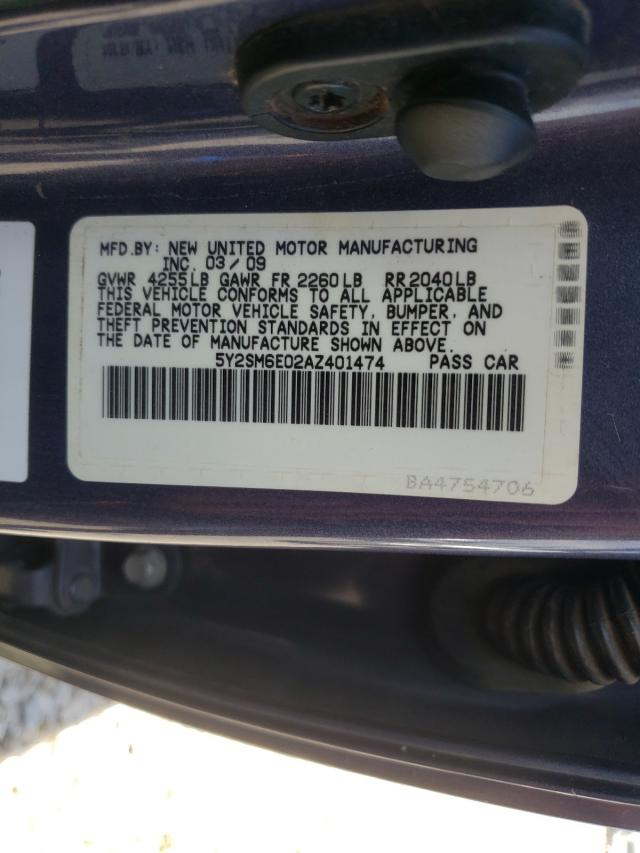 MFD.BY: NEW UNITED MOTOR MANUFACTURING
INC. 03/09
GVWR 4255LB GAWR FR 2260LB RR2040LB
THIS VEHICLE CONFORMS TO ALL APPLICABLE
FEDERAL MOTOR VEHICLE SAFETY, BUMPER, AND
THEFT PREVENTION STANDARDS IN EFFECT ON
THE DATE OF MANUFACTURE SHOWN ABOVE.
5Y2SM6E02AZ401474 PASS CAR
BA4754706